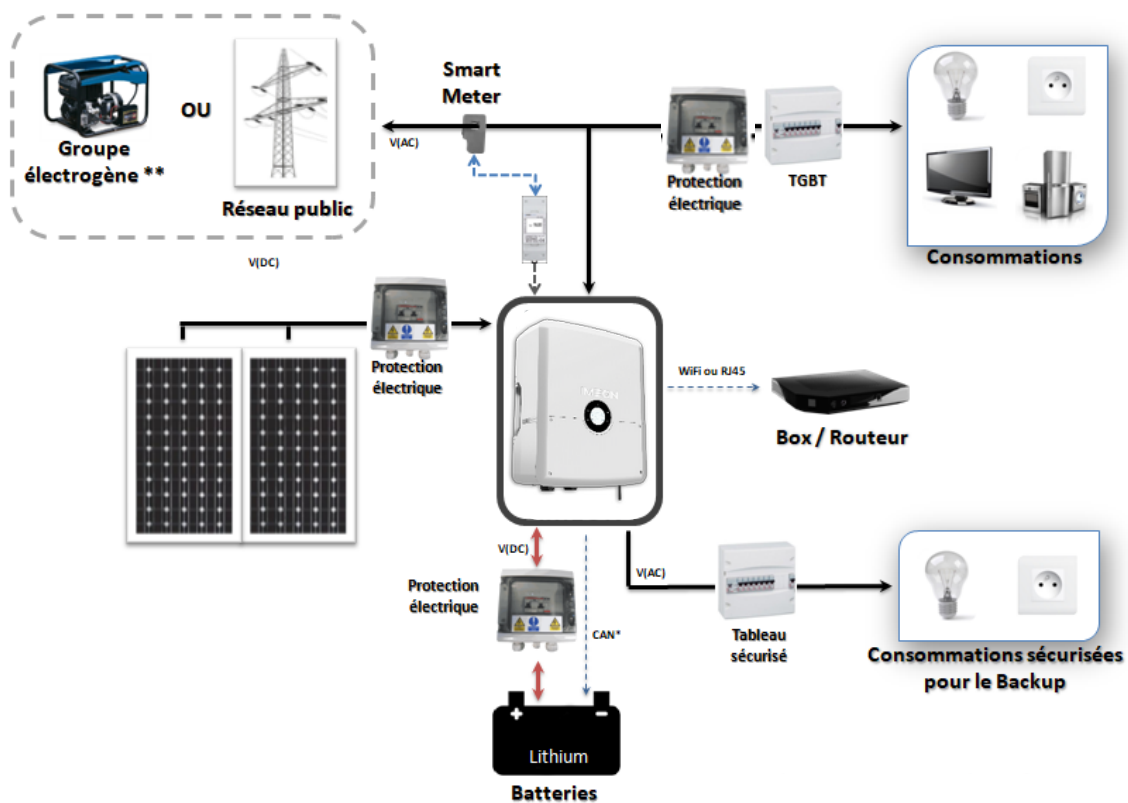 Groupe
électrogène **
OU
Réseau public
V(AC)
Smart
Meter
Protection
électrique
TGBT
Consommations
V(DC)
Protection
électrique
WiFi ou RJ45
Box / Routeur
V(DC)
Protection
électrique
CAN*
V(AC)
Tableau
sécurisé
Consommations sécurisées
pour le Backup
Lithium
Batteries